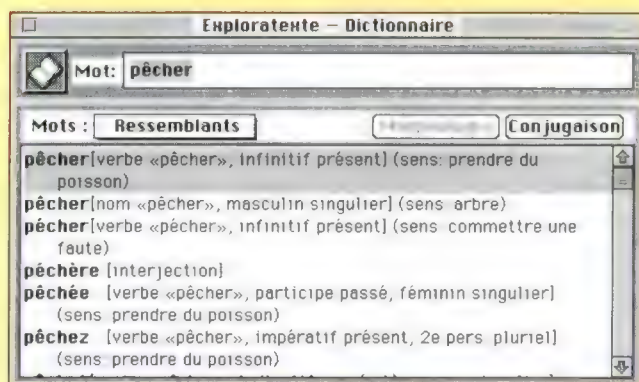 Exploratexte – Dictionnaire
Mot: pêcher
Mots : Ressemblants Conjugaison
pêcher[verbe «pêcher», infinitif présent] (sens: prendre du
poisson)
pêcher[nom «pêcher», masculin singulier] (sens arbre)
pécher[verbe «pécher», infinitif présent] (sens commettre une
faute)
péchère [interjection]
pêchée [verbe «pêcher», participe passé, féminin singulier]
(sens prendre du poisson)
pêchez [verbe «pêcher», impératif présent, 2e pers pluriel]
(sens prendre du poisson)